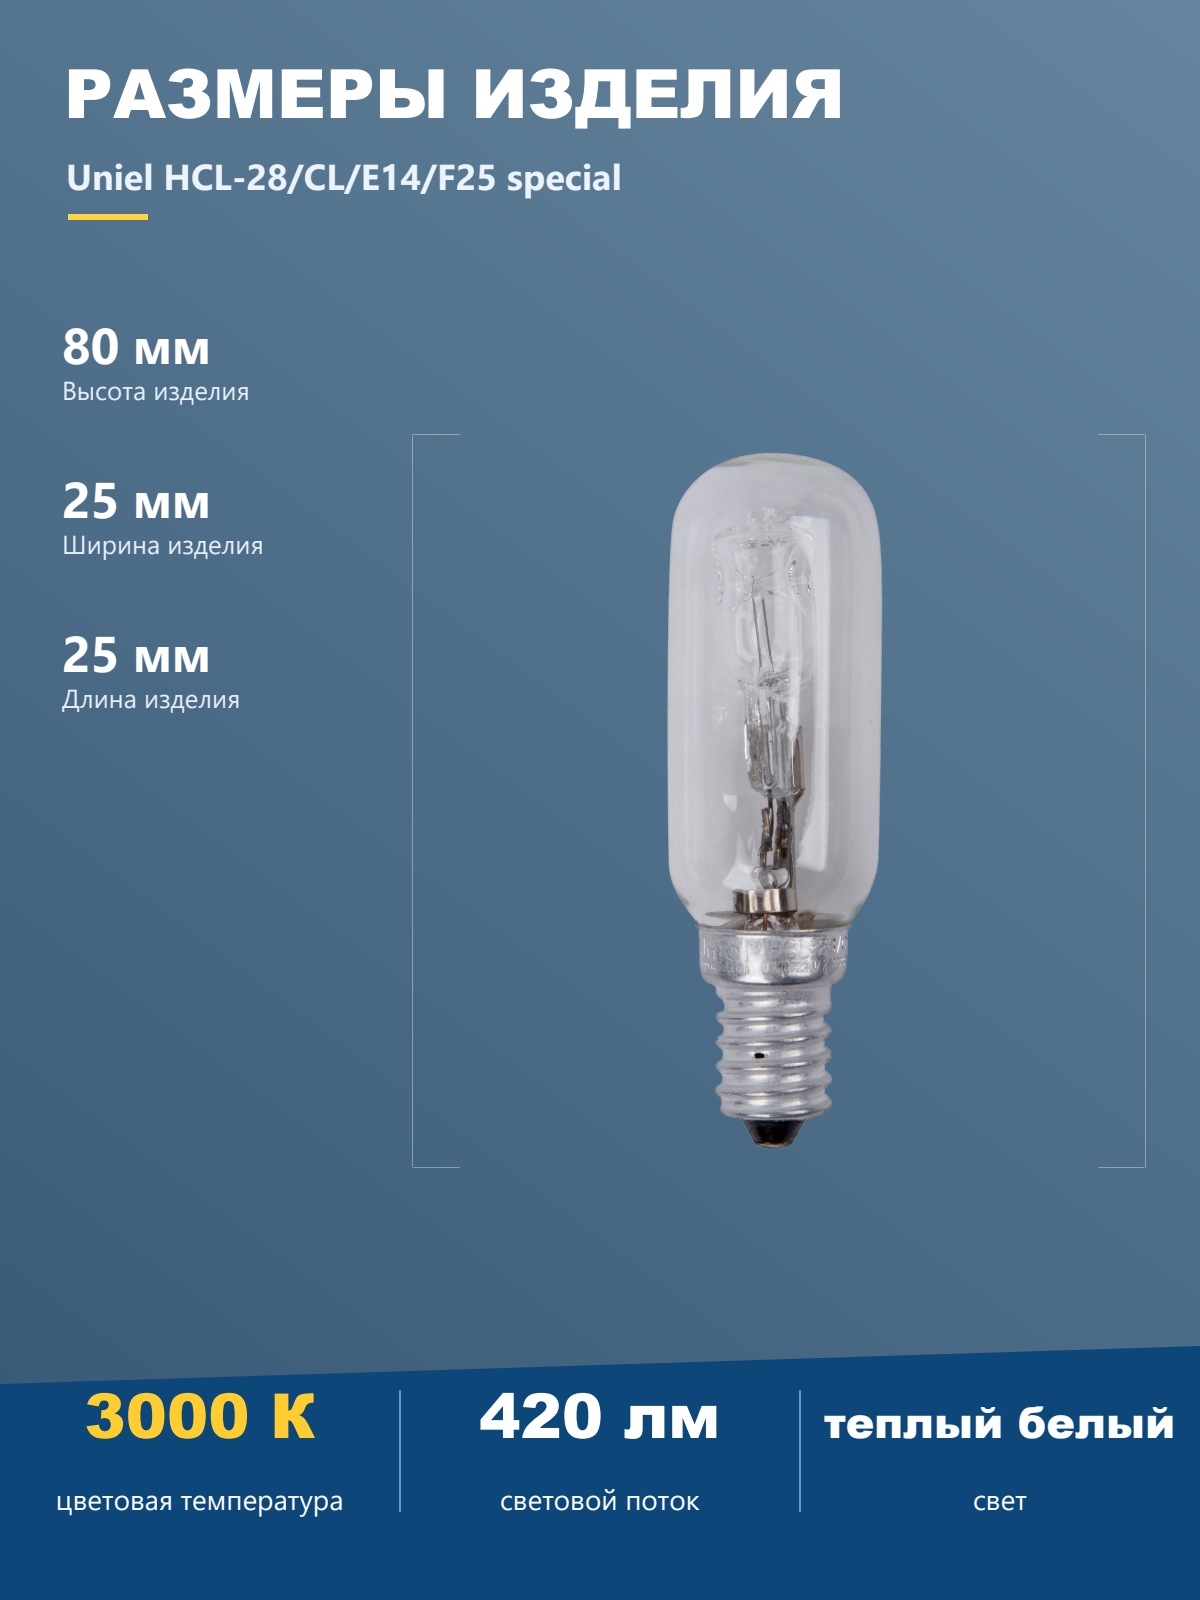 РАЗМЕРЫ ИЗДЕЛИЯ
Uniel HCL-28/CL/E14/F25 special
80 мм
Высота изделия
25 мм
Ширина изделия
25 мм
Длина изделия
3000 К
цветовая температура
420 лм
световой поток
теплый белый
свет